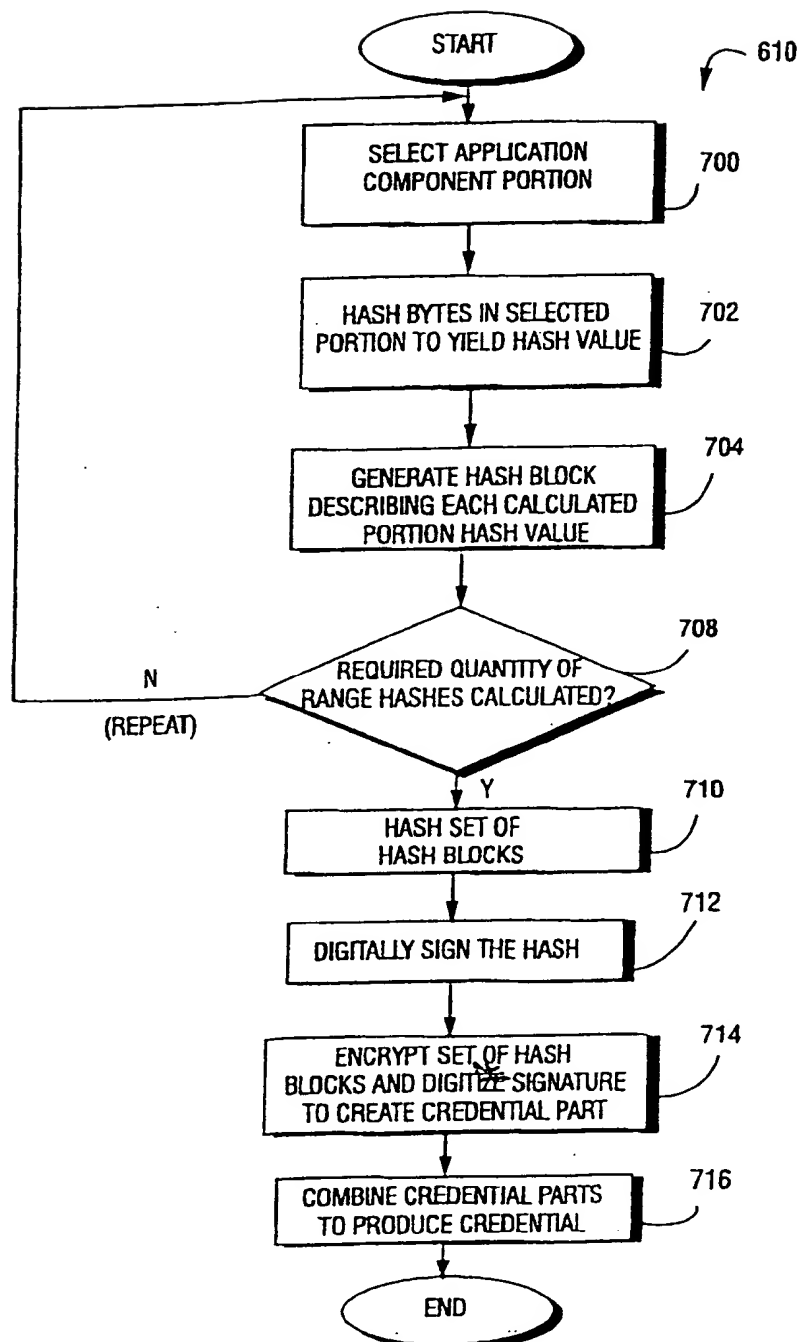 START
610
SELECT APPLICATION
COMPONENT PORTION
700
HASH BYTES IN SELECTED
PORTION TO YIELD HASH VALUE
702
GENERATE HASH BLOCK
DESCRIBING EACH CALCULATED
PORTION HASH VALUE
704
REQUIRED QUANTITY OF
RANGE HASHES CALCULATED?
708
N
(REPEAT)
Y
HASH SET OF
HASH BLOCKS
710
DIGITALLY SIGN THE HASH
712
ENCRYPT SET OF HASH
BLOCKS AND SIGNATURE
TO CREATE CREDENTIAL PART
714
COMBINE CREDENTIAL PARTS
TO PRODUCE CREDENTIAL
716
END